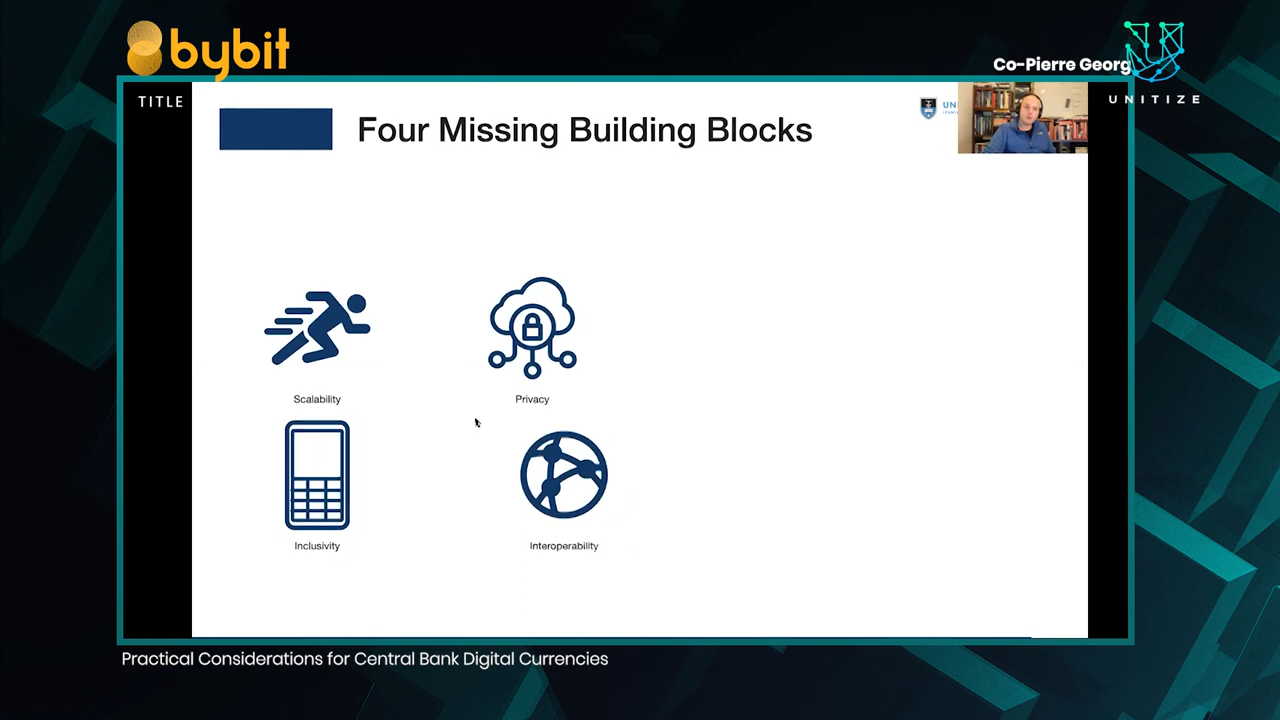 bybit
Co-Pierre Georg
UNITIZE
TITLE
Four Missing Building Blocks
Scalability
Privacy
Inclusivity
Interoperability
Practical Considerations for Central Bank Digital Currencies